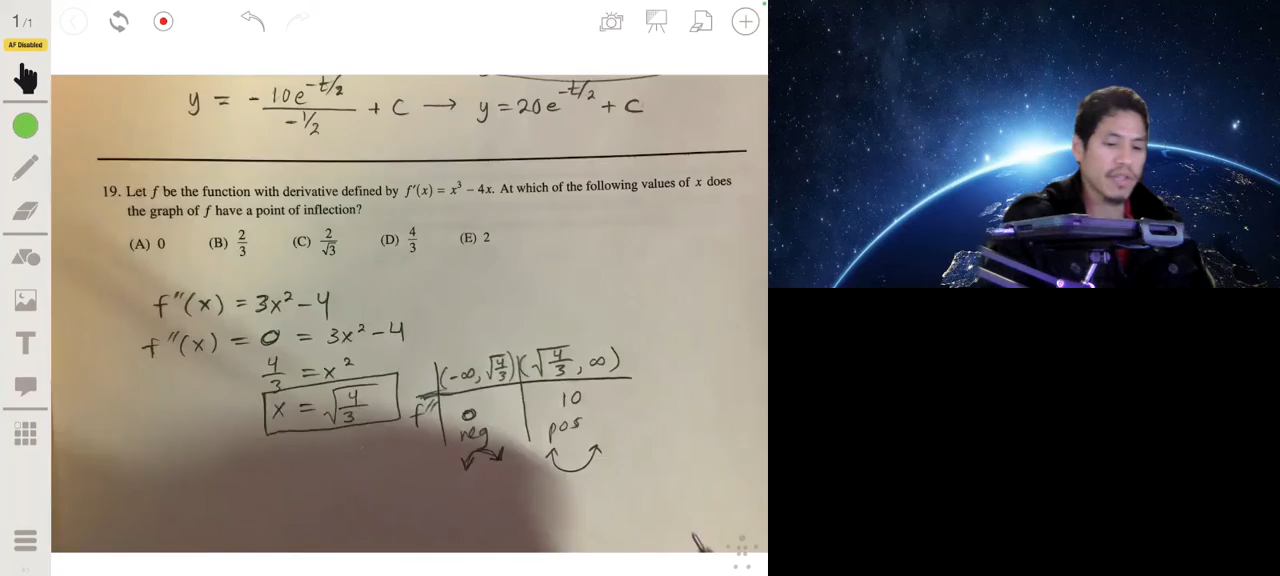 1/1
AF Disabled
y = -10e^{-t/2} / -1/2 + C → y = 20e^{-t/2} + C
19. Let f be the function with derivative defined by f′(x) = x³ − 4x. At which of the following values of x does
the graph of f have a point of inflection?
(A) 0 (B) 2/3 (C) 2/√3 (D) 4/3 (E) 2
f″(x) = 3x² − 4
f″(x) = 0 = 3x² − 4
4/3 = x²
x = √(4/3)
(−∞, √(4/3)) (√(4/3), ∞)
f″ 0 10
neg pos
T